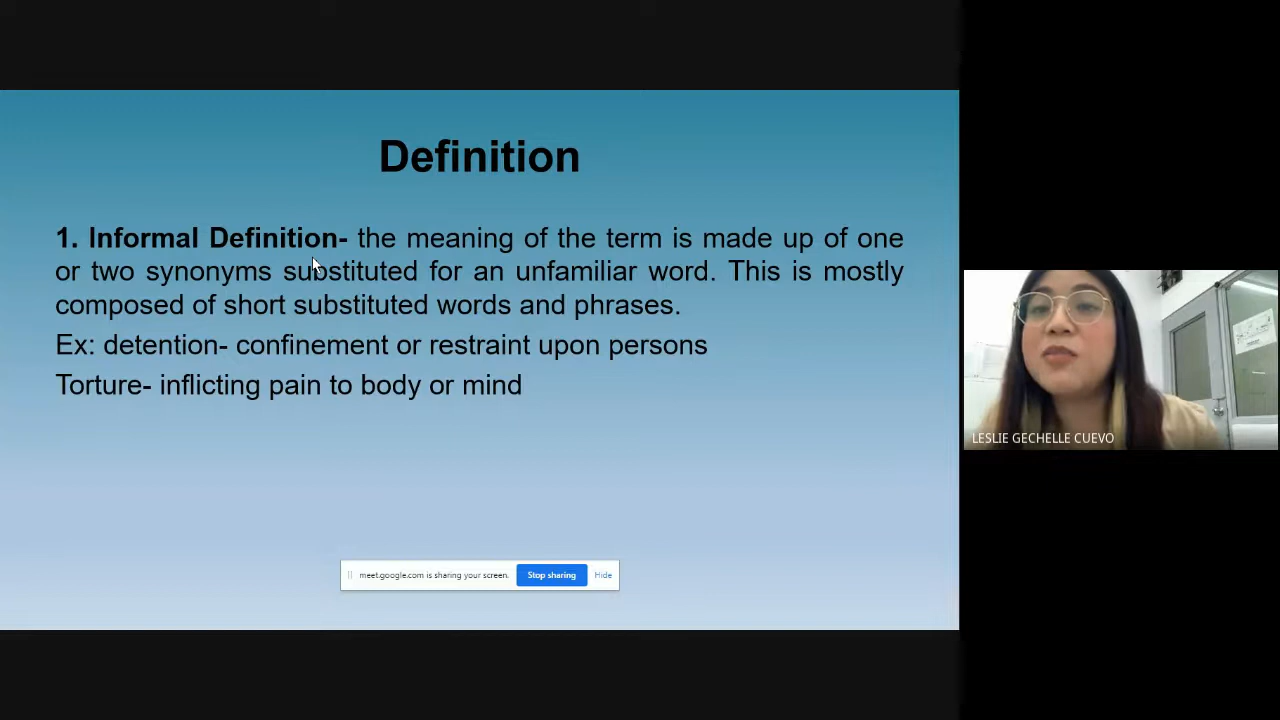 Definition
1. Informal Definition- the meaning of the term is made up of one
or two synonyms substituted for an unfamiliar word. This is mostly
composed of short substituted words and phrases.
Ex: detention- confinement or restraint upon persons
Torture- inflicting pain to body or mind
meet.google.com is sharing your screen. Stop sharing Hide
LESLIE GECHELLE CUEVO